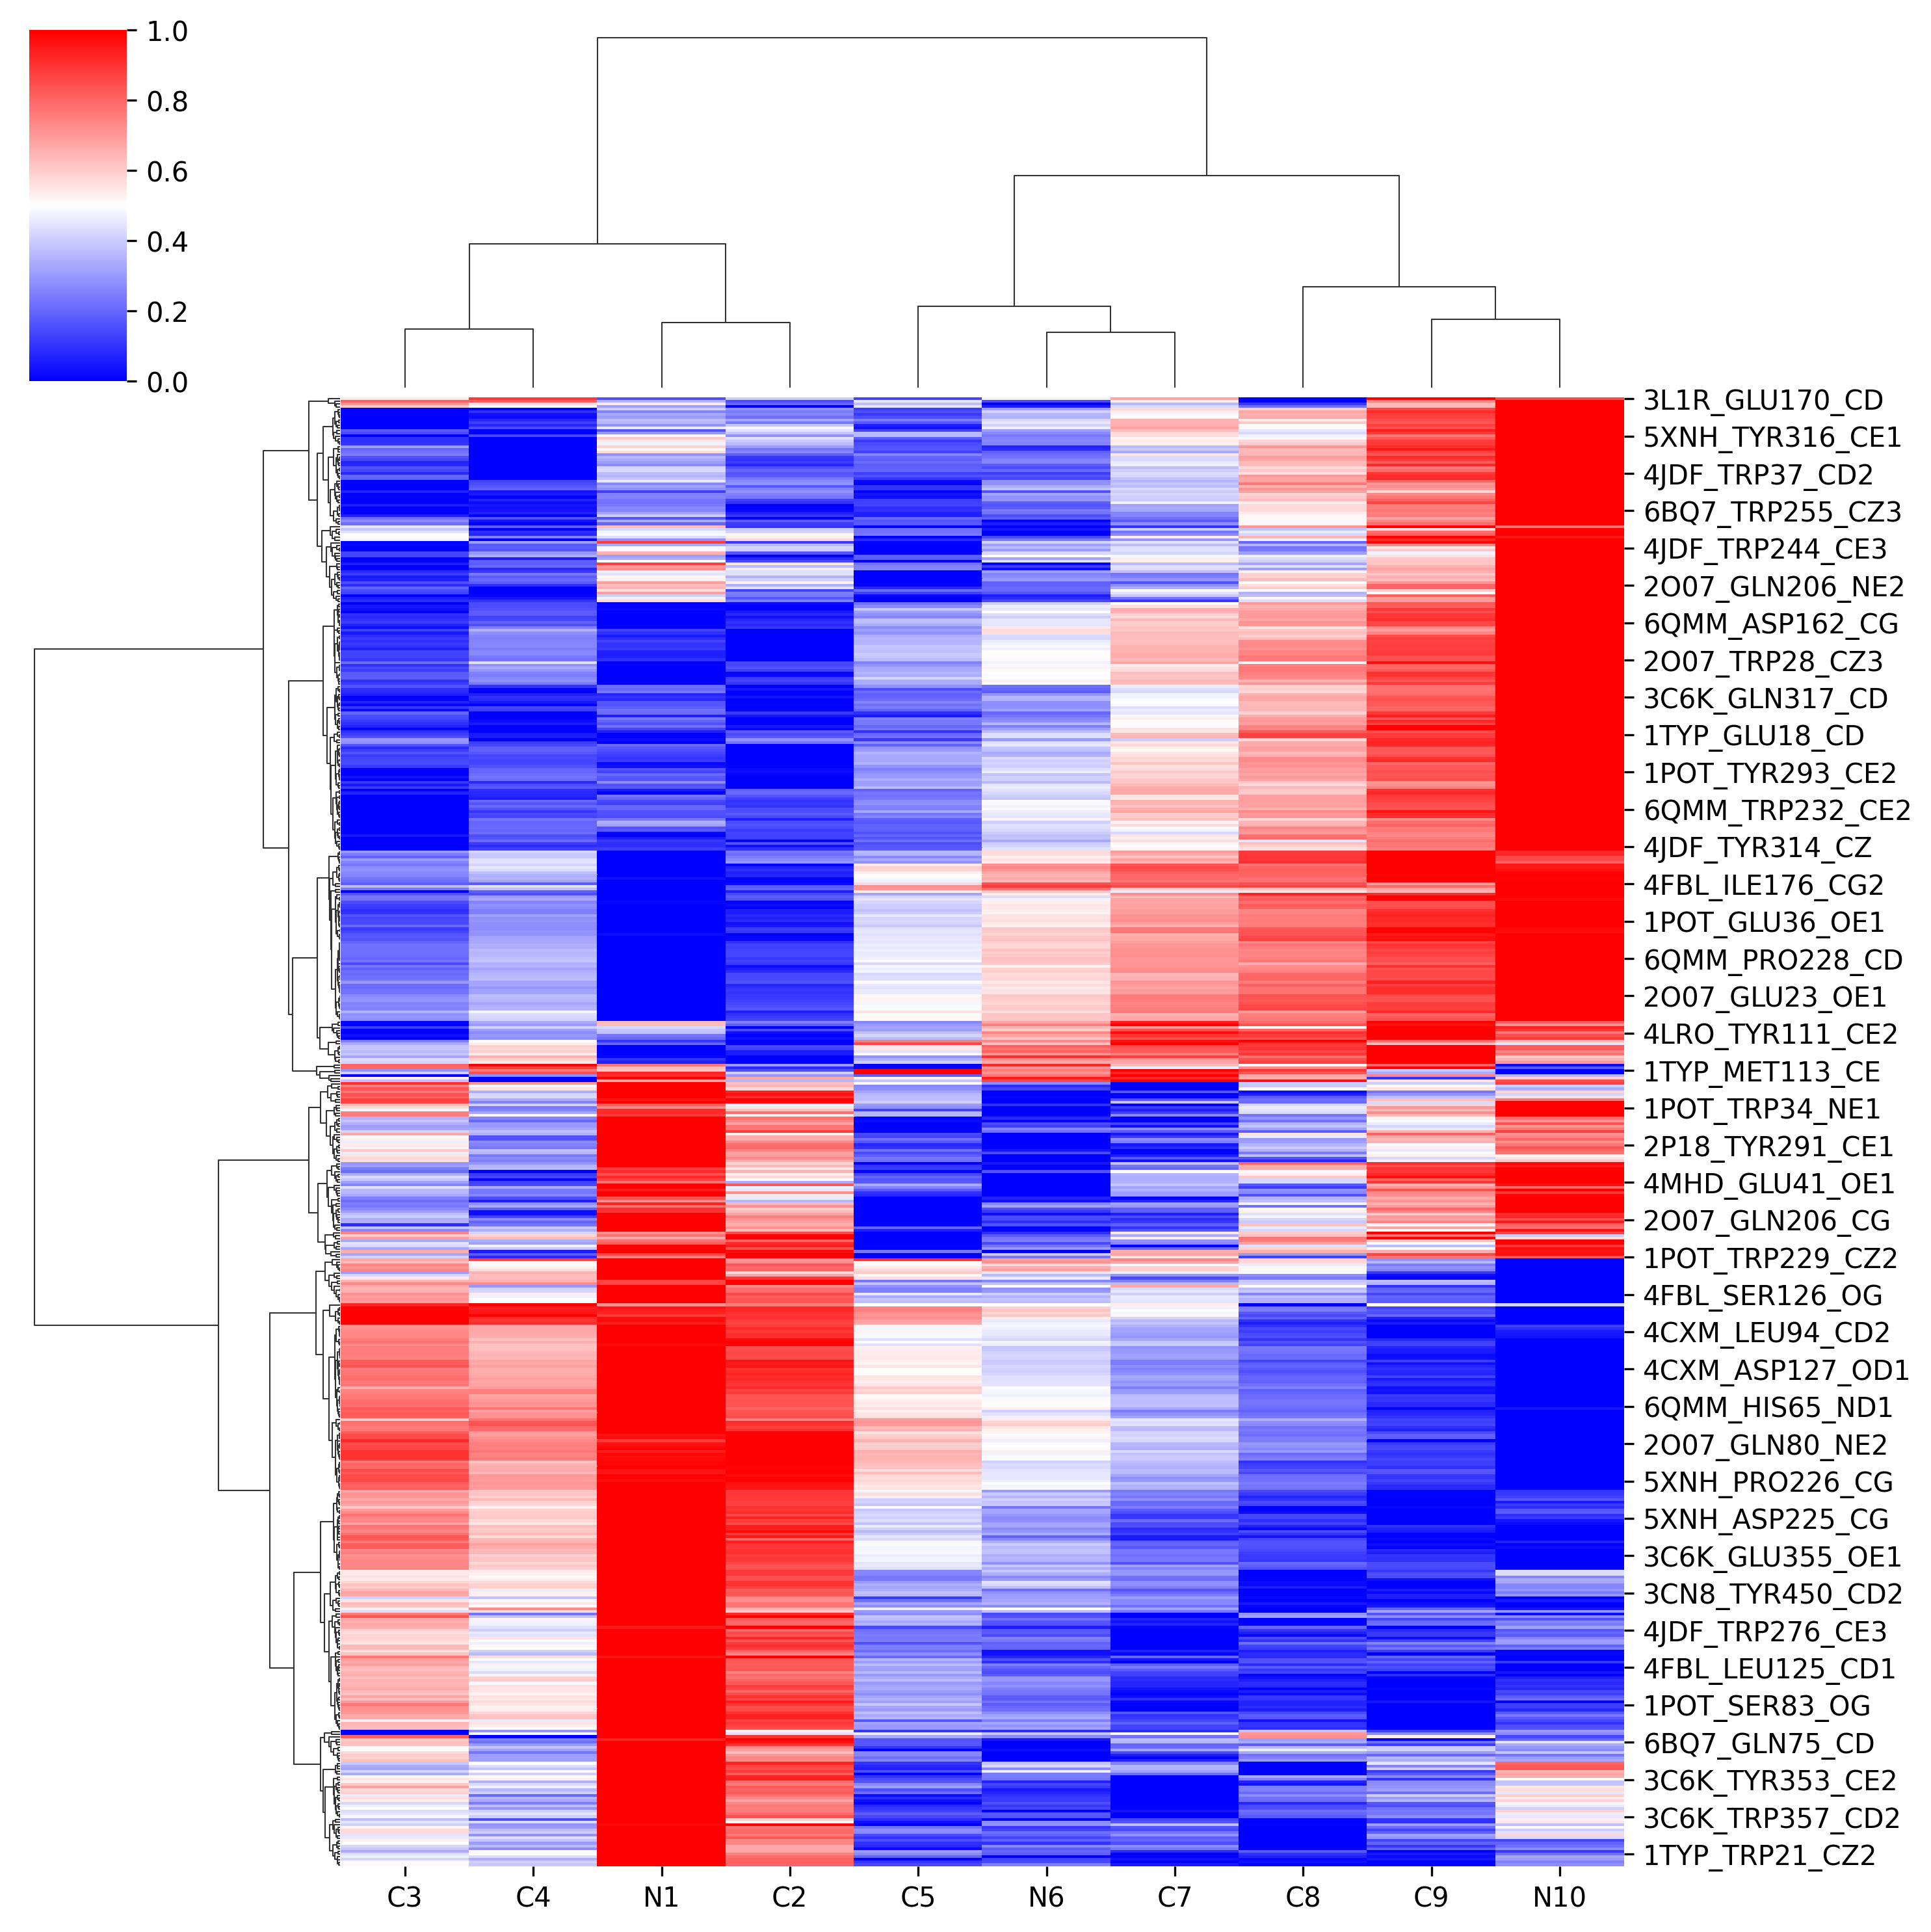 1.0
0.8
0.6
0.4
0.2
0.0
3L1R_GLU170_CD
5XNH_TYR316_CE1
4JDF_TRP37_CD2
6BQ7_TRP255_CZ3
4JDF_TRP244_CE3
2O07_GLN206_NE2
6QMM_ASP162_CG
2O07_TRP28_CZ3
3C6K_GLN317_CD
1TYP_GLU18_CD
1POT_TYR293_CE2
6QMM_TRP232_CE2
4JDF_TYR314_CZ
4FBL_ILE176_CG2
1POT_GLU36_OE1
6QMM_PRO228_CD
2O07_GLU23_OE1
4LRO_TYR111_CE2
1TYP_MET113_CE
1POT_TRP34_NE1
2P18_TYR291_CE1
4MHD_GLU41_OE1
2O07_GLN206_CG
1POT_TRP229_CZ2
4FBL_SER126_OG
4CXM_LEU94_CD2
4CXM_ASP127_OD1
6QMM_HIS65_ND1
2O07_GLN80_NE2
5XNH_PRO226_CG
5XNH_ASP225_CG
3C6K_GLU355_OE1
3CN8_TYR450_CD2
4JDF_TRP276_CE3
4FBL_LEU125_CD1
1POT_SER83_OG
6BQ7_GLN75_CD
3C6K_TYR353_CE2
3C6K_TRP357_CD2
1TYP_TRP21_CZ2
C3 C4 N1 C2 C5 N6 C7 C8 C9 N10